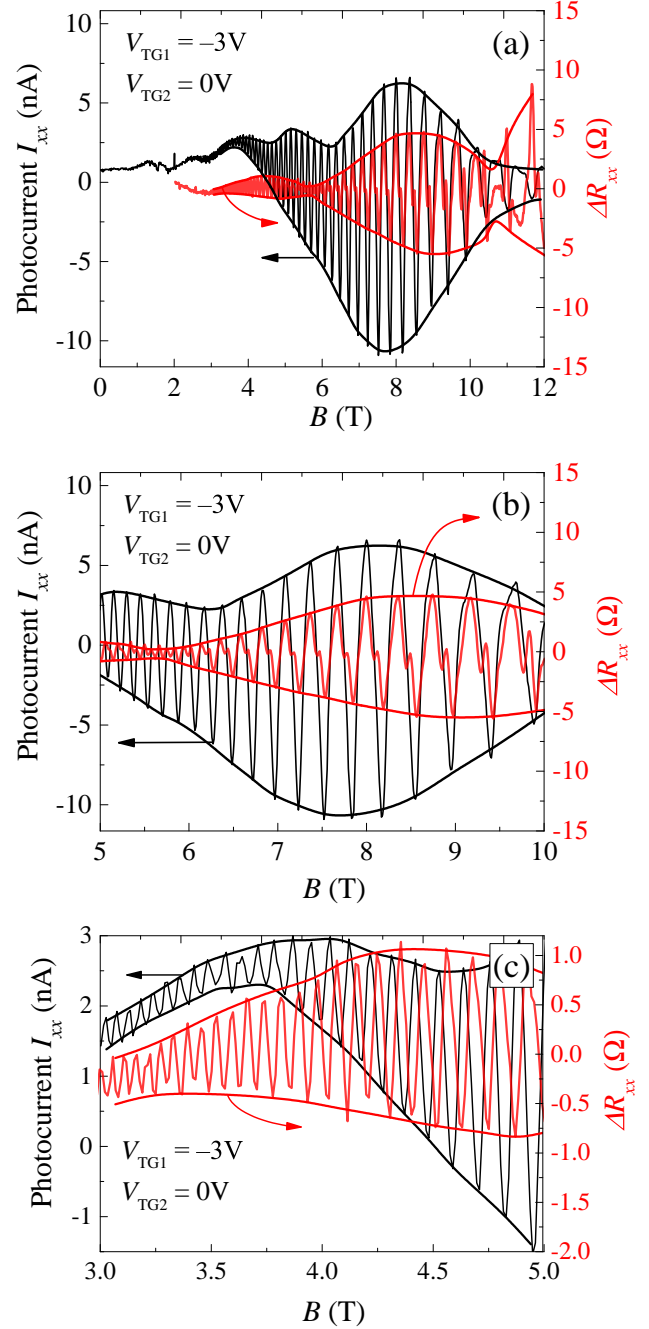 (a)
V_TG1 = –3V
V_TG2 = 0V
Photocurrent I_xx (nA)
10
5
0
-5
-10
15
10
5
0
-5
-10
-15
ΔR_xx (Ω)
0 2 4 6 8 10 12
B (T)
(b)
V_TG1 = –3V
V_TG2 = 0V
Photocurrent I_xx (nA)
10
5
0
-5
-10
15
10
5
0
-5
-10
-15
ΔR_xx (Ω)
5 6 7 8 9 10
B (T)
(c)
Photocurrent I_xx (nA)
3
2
1
0
-1
1.0
0.5
0.0
-0.5
-1.0
-1.5
-2.0
ΔR_xx (Ω)
V_TG1 = –3V
V_TG2 = 0V
3.0 3.5 4.0 4.5 5.0
B (T)